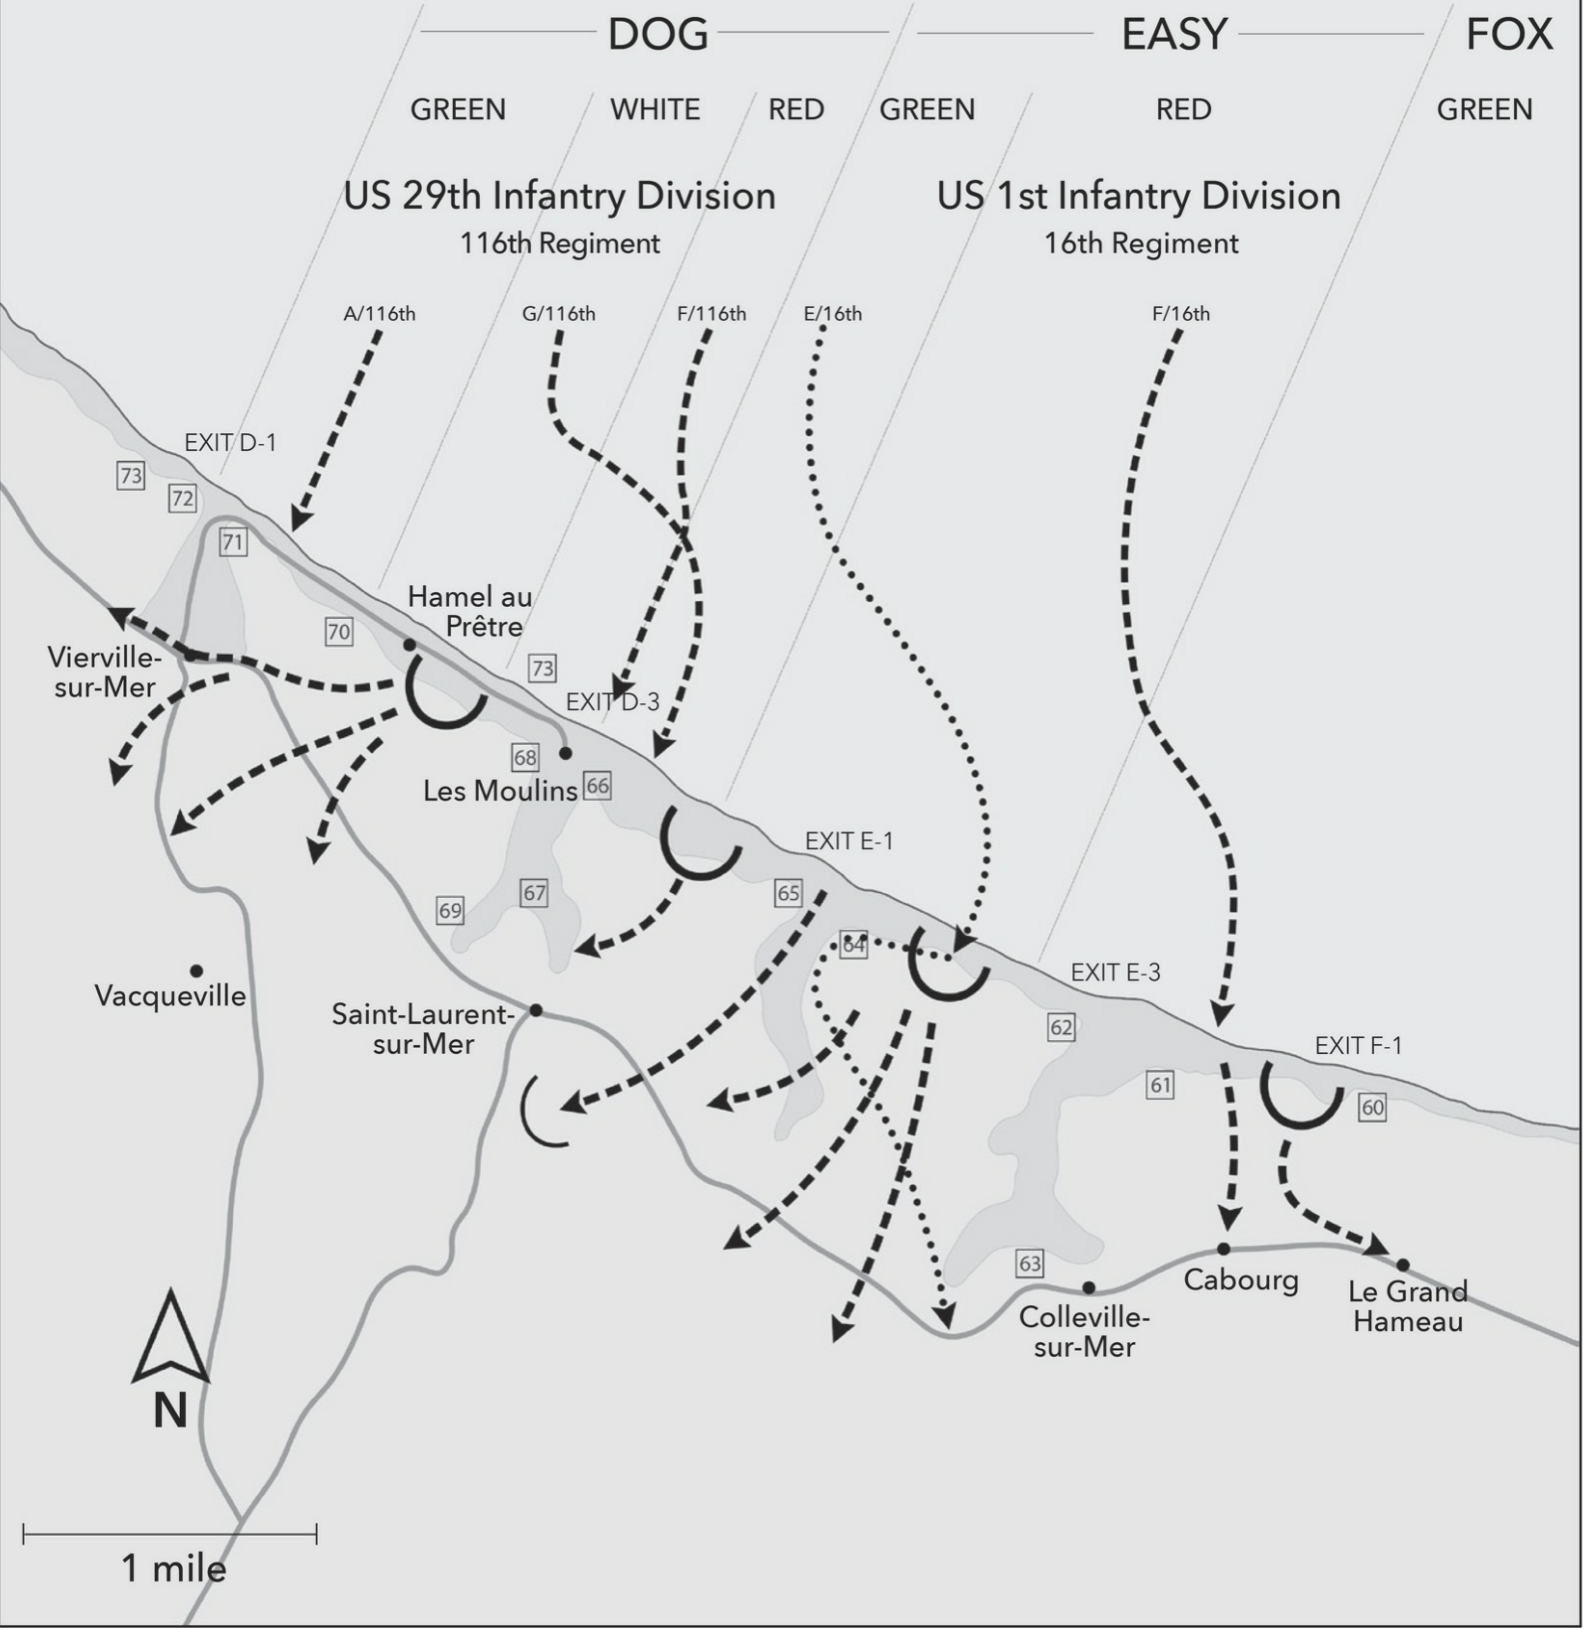 DOG
EASY
FOX
GREEN
WHITE
RED
GREEN
RED
GREEN
US 29th Infantry Division
116th Regiment
US 1st Infantry Division
16th Regiment
A/116th
G/116th
F/116th
E/16th
F/16th
EXIT D-1
73
72
71
Hamel au
Prêtre
70
Vierville-
sur-Mer
73
EXIT D-3
68
Les Moulins
66
EXIT E-1
65
69
67
64
Vacqueville
EXIT E-3
Saint-Laurent-
sur-Mer
62
EXIT F-1
61
60
63
Cabourg
Colleville-
sur-Mer
Le Grand
Hameau
N
1 mile